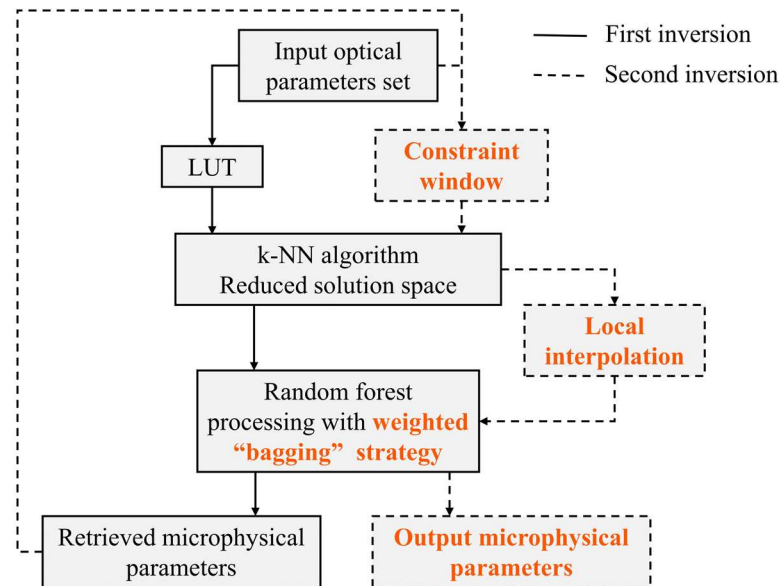 Input optical
parameters set
First inversion
Second inversion
LUT
Constraint
window
k-NN algorithm
Reduced solution space
Local
interpolation
Random forest
processing with weighted
“bagging” strategy
Retrieved microphysical
parameters
Output microphysical
parameters